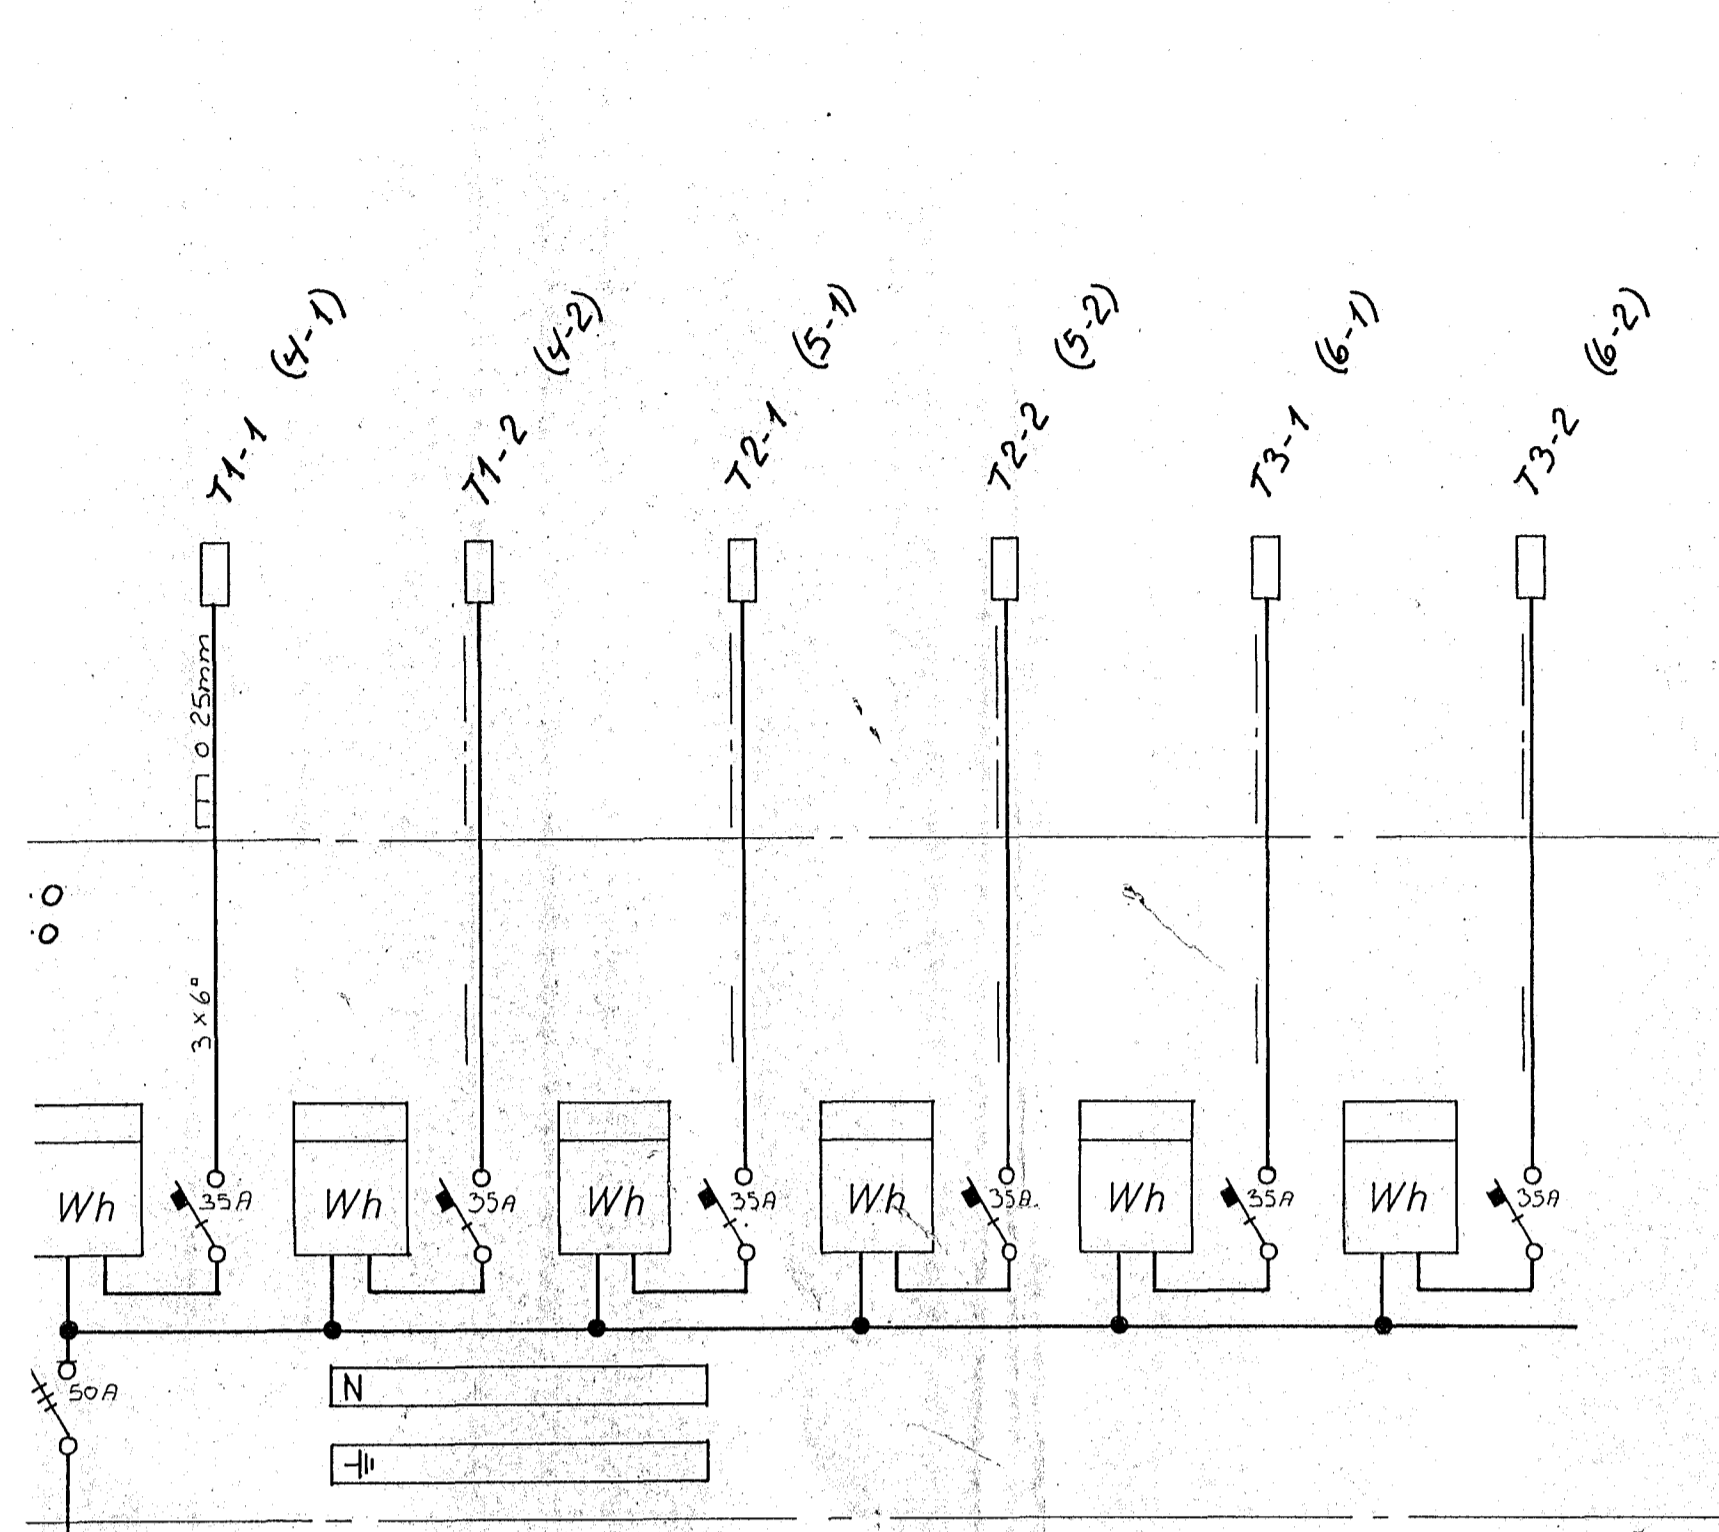 (4-1) (4-2) (5-1) (5-2) (6-1) (6-2)
T1-1 T1-2 T2-1 T2-2 T3-1 T3-2
25mm
3x6□
Wh 35A Wh 35A Wh 35A Wh 35A Wh 35A Wh 35A
50A
N